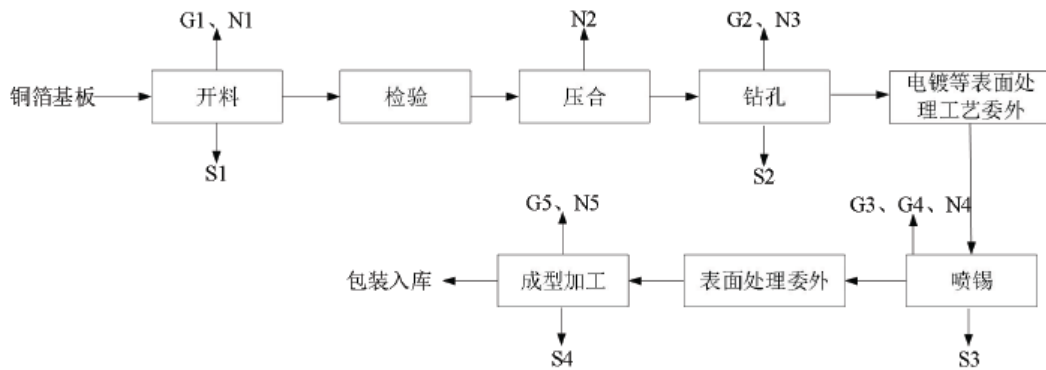 G1、N1
N2
G2、N3
铜箔基板
开料
检验
压合
钻孔
电镀等表面处
理工艺委外
S1
S2
G5、N5
G3、G4、N4
包装入库
成型加工
表面处理委外
喷锡
S4
S3